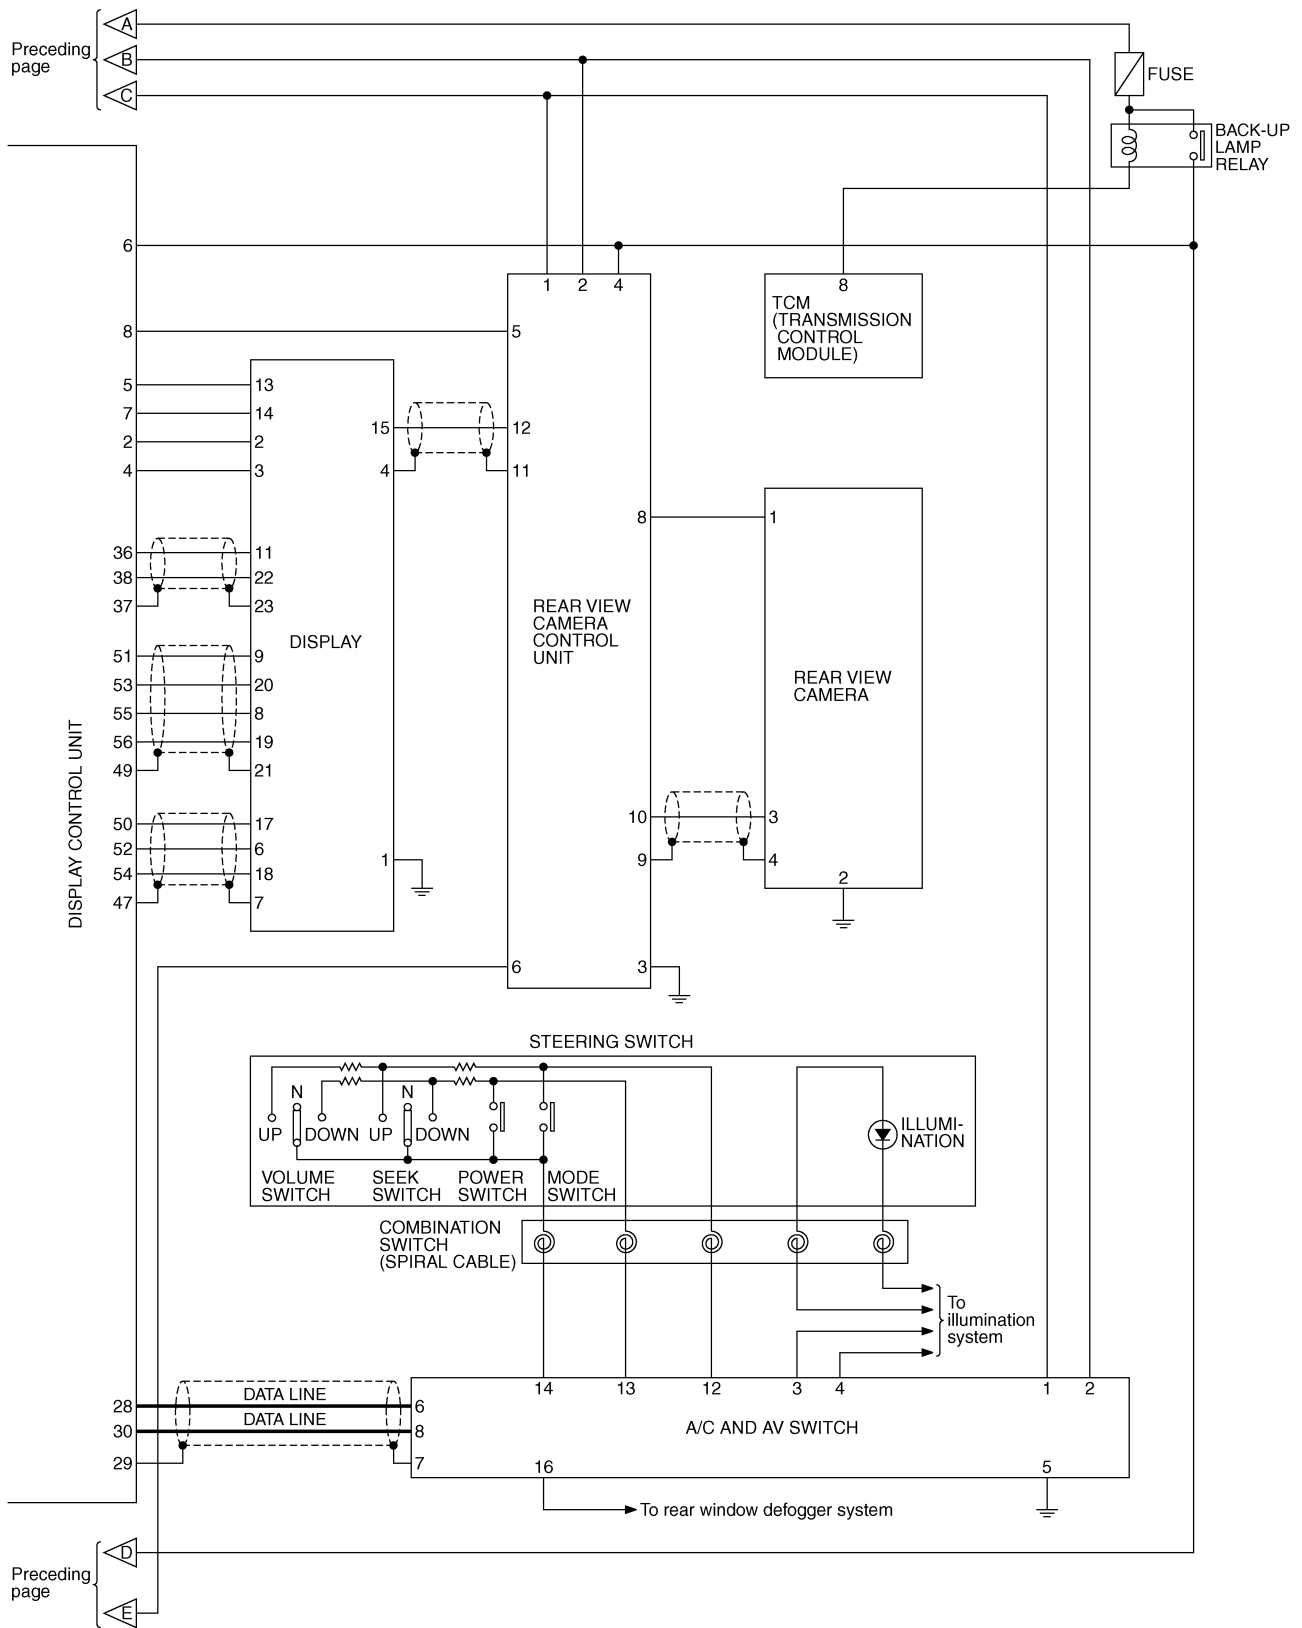 A
Preceding
page
B
C
FUSE
BACK-UP
LAMP
RELAY
6
1 2 4
8
TCM
(TRANSMISSION
CONTROL
MODULE)
8 5
5 13
7 14
2 2
4 3
15 12
4 11
8 1
36 11
38 22
37 23
DISPLAY
REAR VIEW
CAMERA
CONTROL
UNIT
51 9
53 20
55 8
56 19
49 21
REAR VIEW
CAMERA
DISPLAY CONTROL UNIT
50 17
52 6
54 18
47 7
10 3
9 4
1
2
6 3
STEERING SWITCH
N N
UP DOWN UP DOWN
ILLUMI-
NATION
VOLUME
SWITCH
SEEK
SWITCH
POWER
SWITCH
MODE
SWITCH
COMBINATION
SWITCH
(SPIRAL CABLE)
To
illumination
system
14 13 12 3 4 1 2
28 DATA LINE 6
30 DATA LINE 8
29 7
A/C AND AV SWITCH
16 5
To rear window defogger system
D
Preceding
page
E